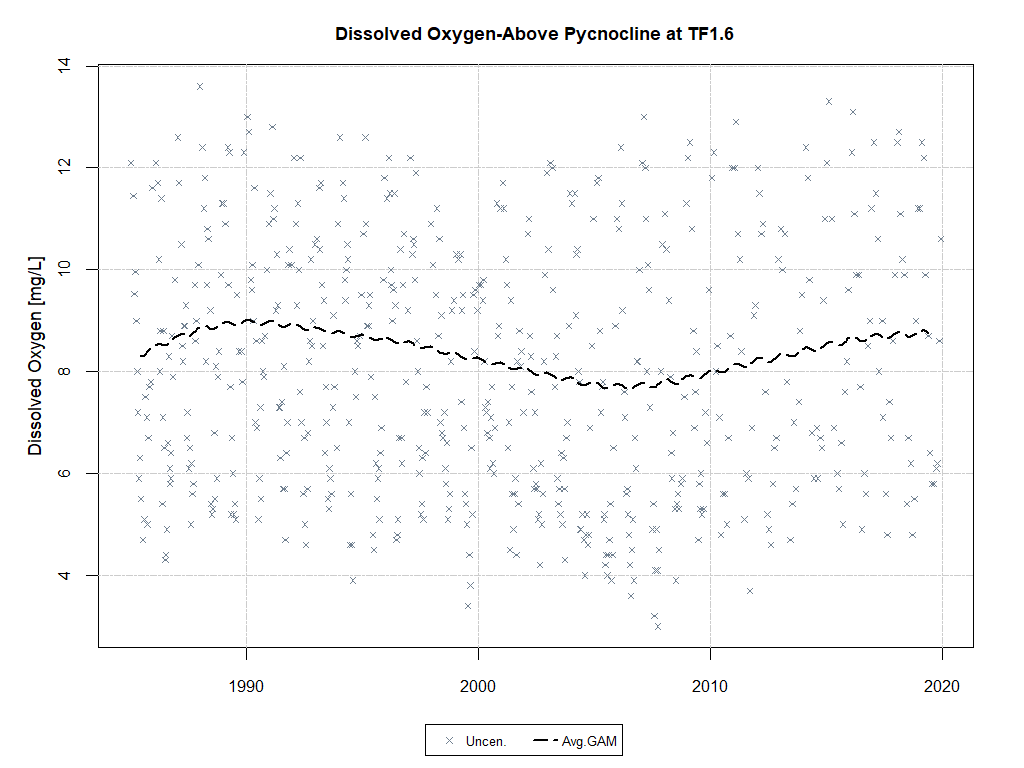 Dissolved Oxygen-Above Pycnocline at TF1.6
Dissolved Oxygen [mg/L]
14
12
10
8
6
4
1990 2000 2010 2020
Uncen. Avg.GAM